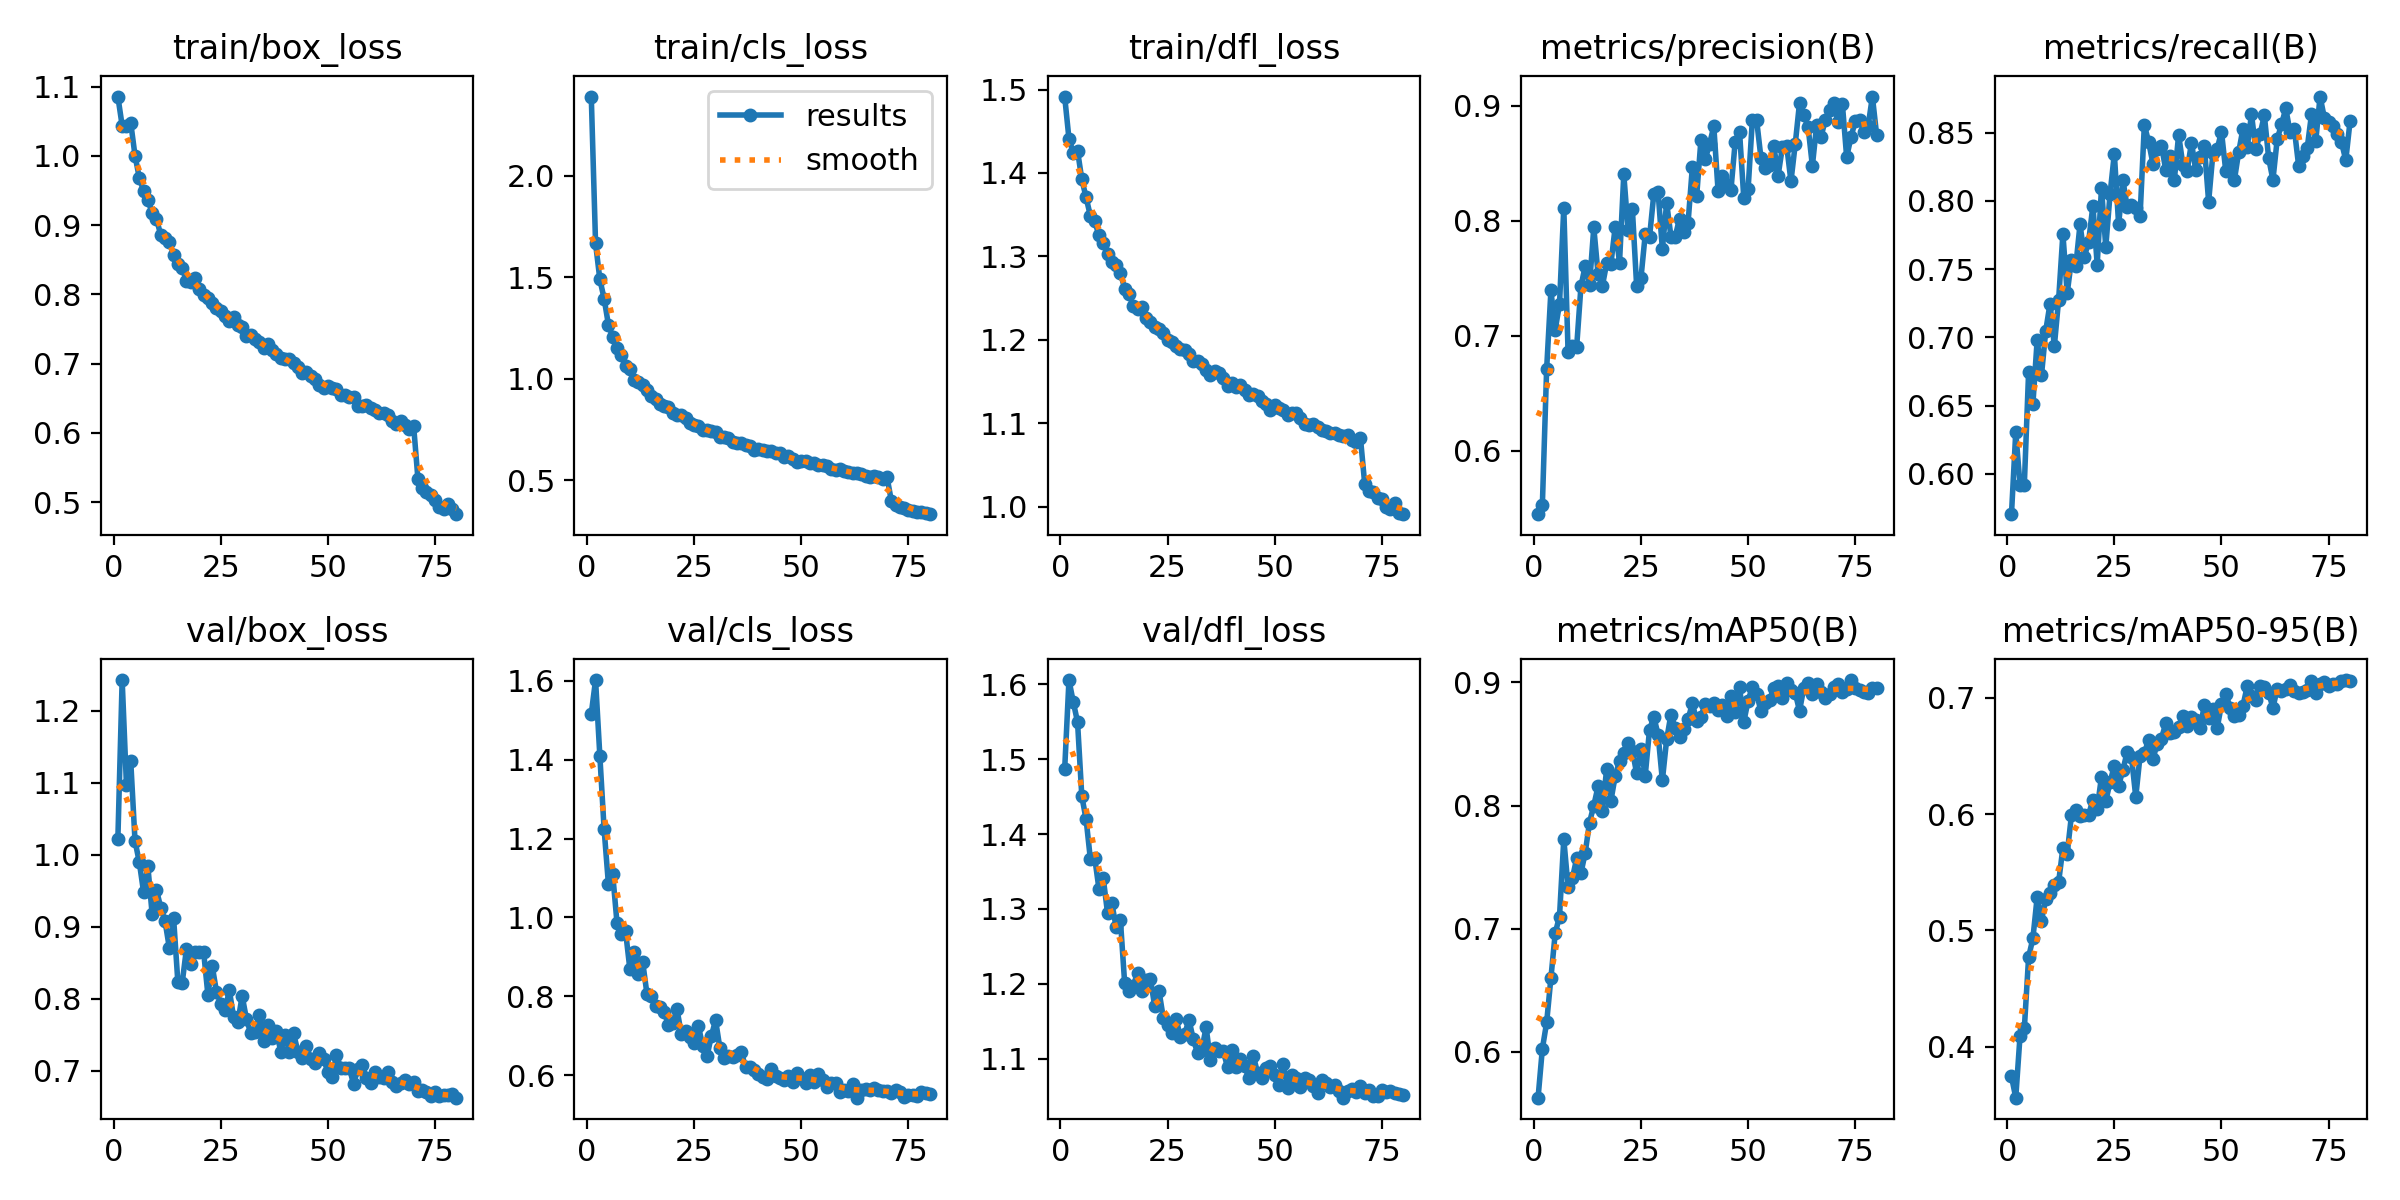 train/box_loss
train/cls_loss
train/dfl_loss
metrics/precision(B)
metrics/recall(B)
1.1
1.0
0.9
0.8
0.7
0.6
0.5
0 25 50 75
results
smooth
2.0
1.5
1.0
0.5
0 25 50 75
1.5
1.4
1.3
1.2
1.1
1.0
0 25 50 75
0.9
0.8
0.7
0.6
0 25 50 75
0.85
0.80
0.75
0.70
0.65
0.60
0 25 50 75
val/box_loss
val/cls_loss
val/dfl_loss
metrics/mAP50(B)
metrics/mAP50-95(B)
1.2
1.1
1.0
0.9
0.8
0.7
0 25 50 75
1.6
1.4
1.2
1.0
0.8
0.6
0 25 50 75
1.6
1.5
1.4
1.3
1.2
1.1
0 25 50 75
0.9
0.8
0.7
0.6
0 25 50 75
0.7
0.6
0.5
0.4
0 25 50 75